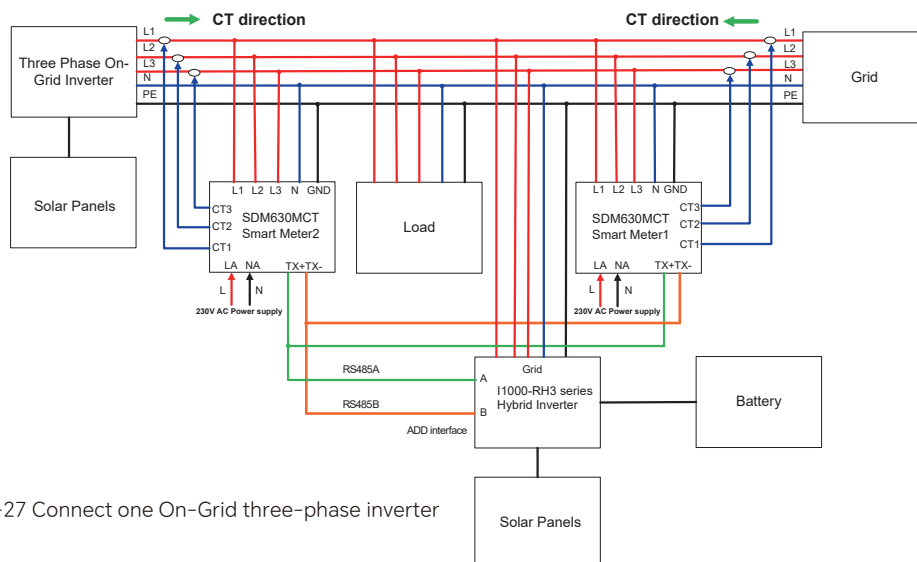 CT direction
CT direction
L1
L2
L3
N
PE
L1
L2
L3
N
PE
Three Phase On-
Grid Inverter
Grid
Solar Panels
L1 L2 L3 N GND
SDM630MCT
Smart Meter2
CT3
CT2
CT1
LA NA TX+TX-
L N
230V AC Power supply
Load
L1 L2 L3 N GND
SDM630MCT
Smart Meter1
CT3
CT2
CT1
LA NA TX+TX-
L N
230V AC Power supply
RS485A
RS485B
A
B
ADD interface
Grid
I1000-RH3 series
Hybrid Inverter
Battery
Solar Panels
-27 Connect one On-Grid three-phase inverter